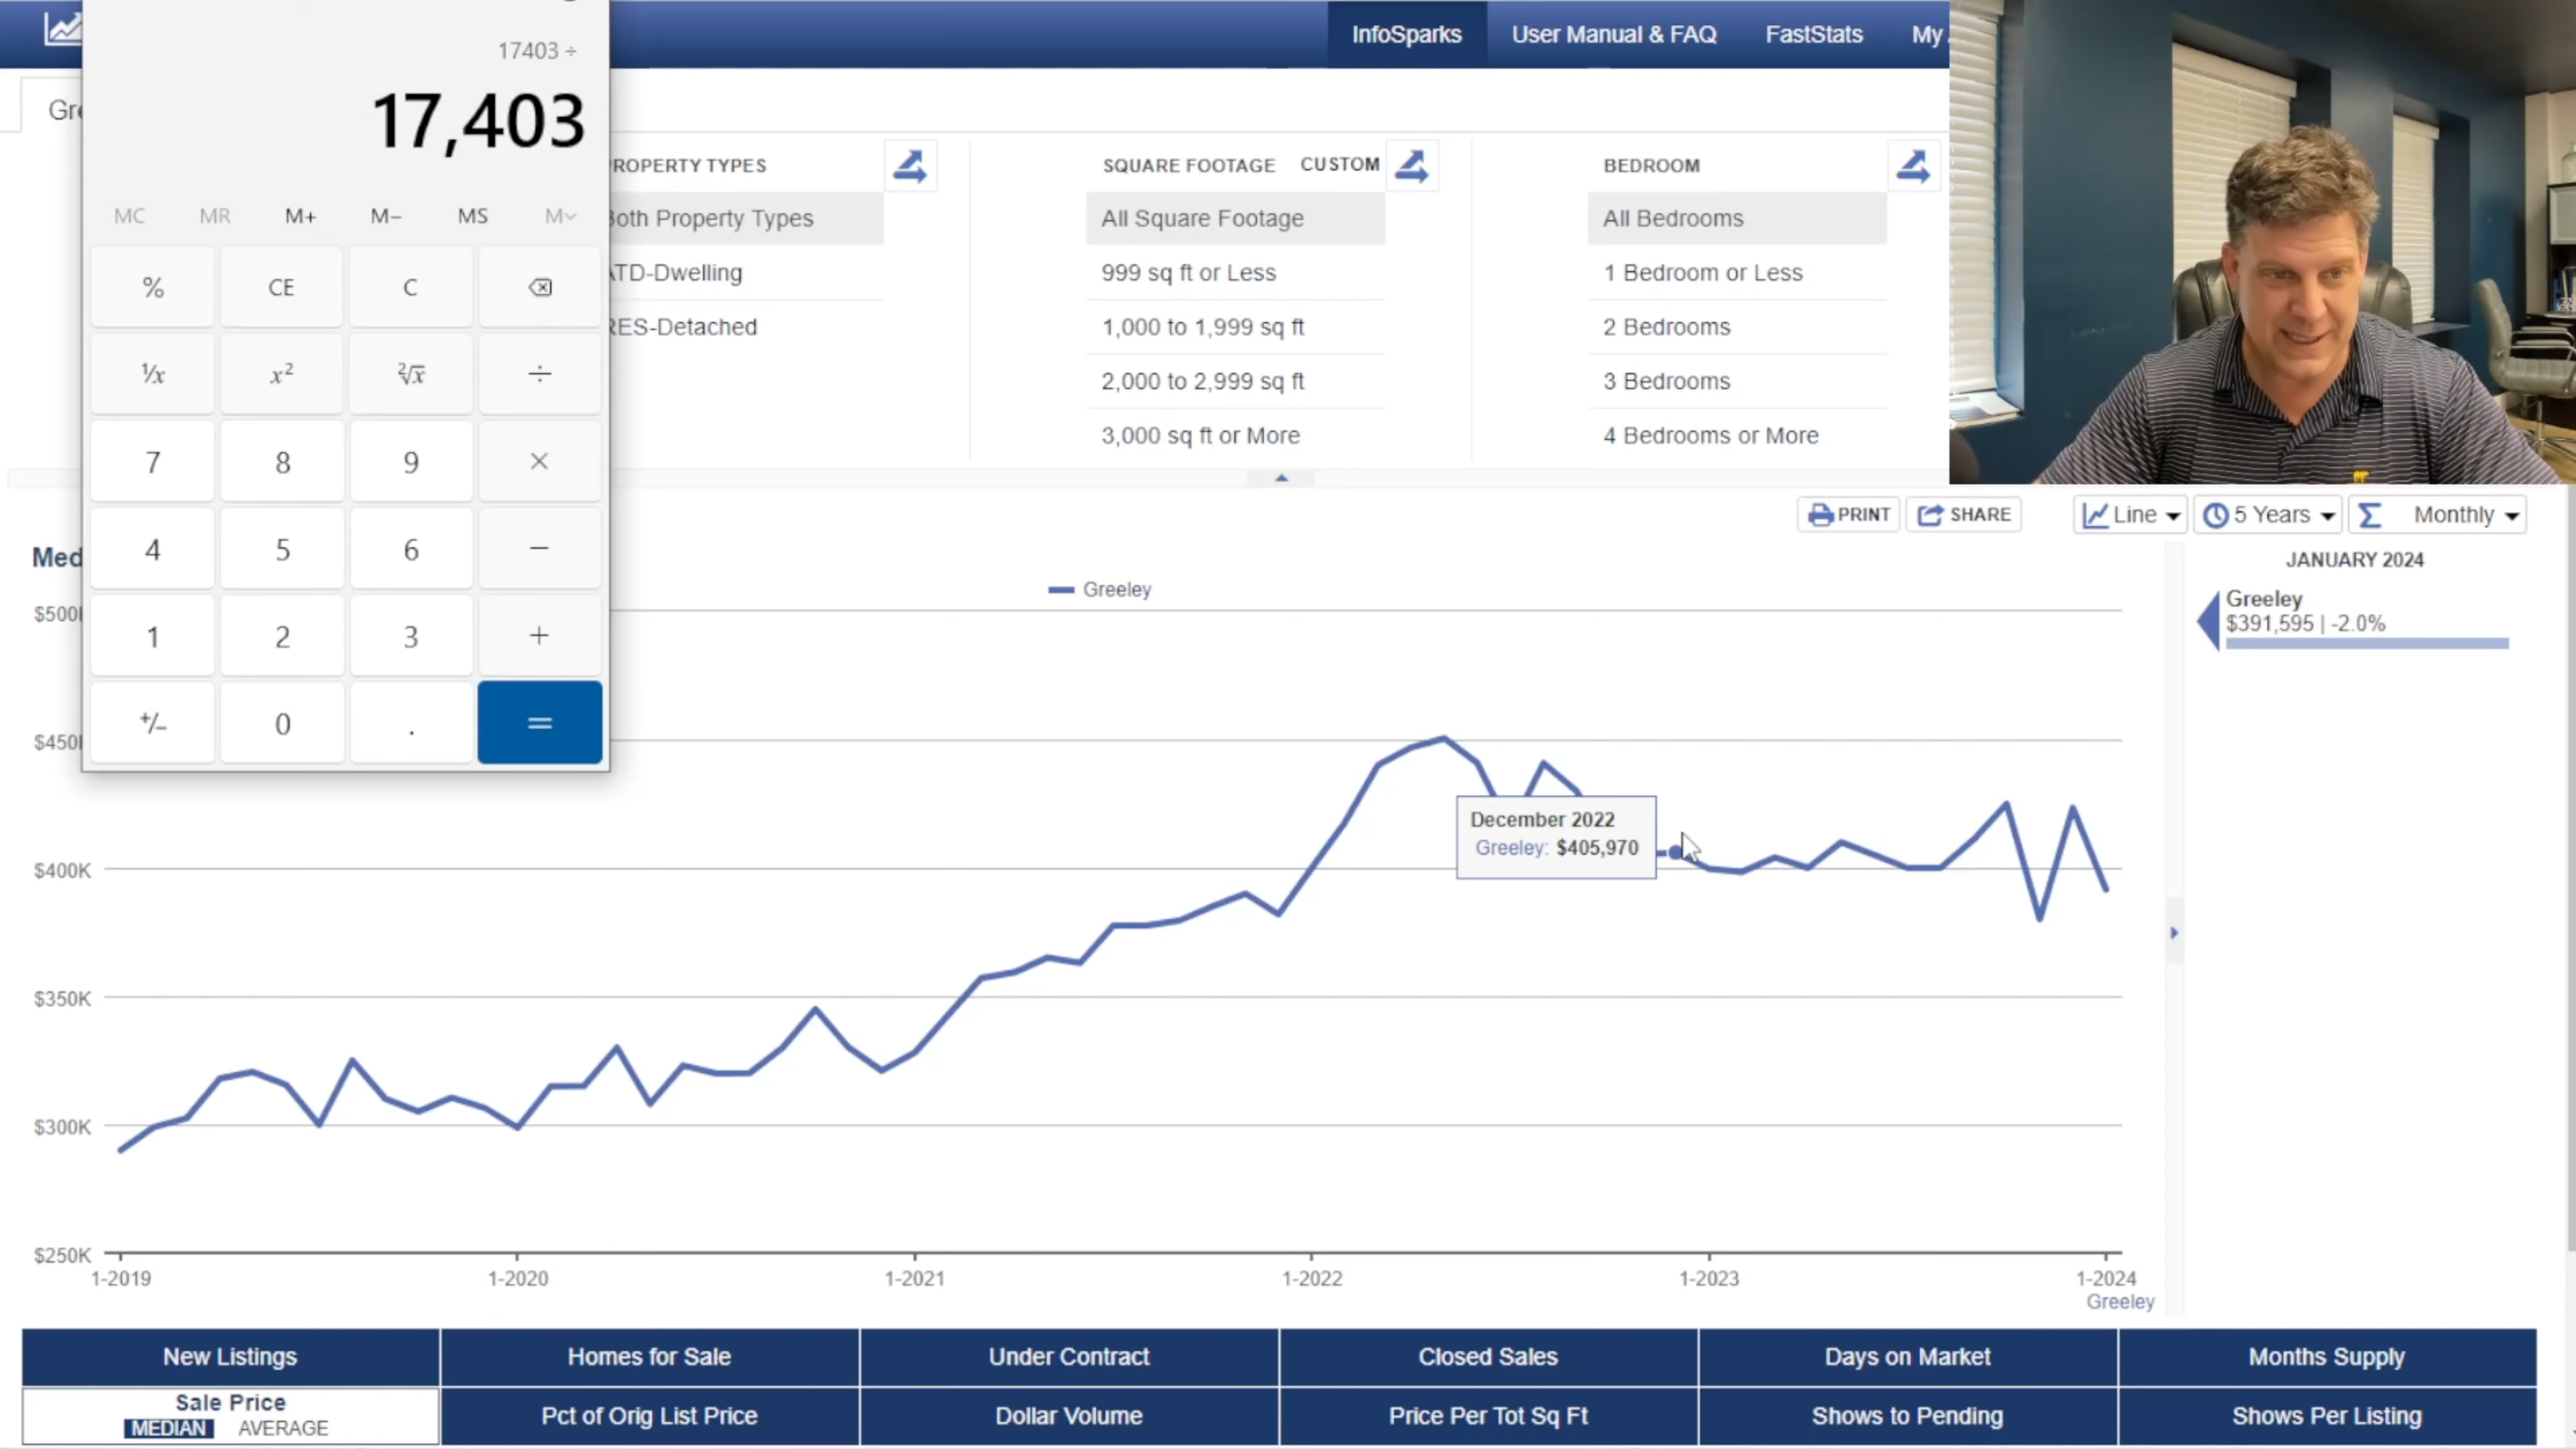 InfoSparks User Manual & FAQ FastStats My
17403 ÷
17,403
MC MR M+ M− MS M
% CE C
¹/x x² ²√x ÷
7 8 9 ×
4 5 6 −
1 2 3 +
+/− 0 . =
Gre
ROPERTY TYPES
Both Property Types
ATD-Dwelling
RES-Detached
SQUARE FOOTAGE CUSTOM
All Square Footage
999 sq ft or Less
1,000 to 1,999 sq ft
2,000 to 2,999 sq ft
3,000 sq ft or More
BEDROOM
All Bedrooms
1 Bedroom or Less
2 Bedrooms
3 Bedrooms
4 Bedrooms or More
PRINT SHARE Line 5 Years Monthly
Med
Greeley
JANUARY 2024
Greeley
$391,595 | -2.0%
$500
$450
$400K
$350K
$300K
$250K
December 2022
Greeley: $405,970
1-2019 1-2020 1-2021 1-2022 1-2023 1-2024
Greeley
New Listings Homes for Sale Under Contract Closed Sales Days on Market Months Supply
Sale Price
MEDIAN AVERAGE
Pct of Orig List Price Dollar Volume Price Per Tot Sq Ft Shows to Pending Shows Per Listing